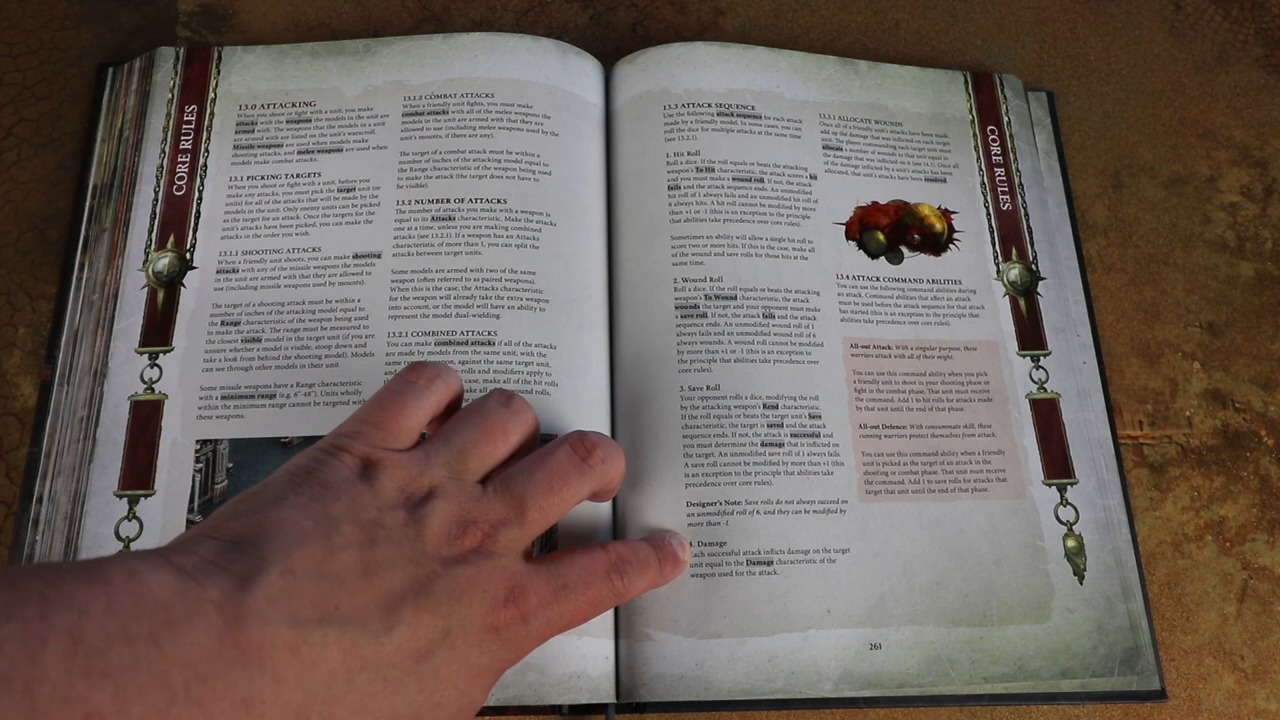 CORE RULES
13.0 ATTACKING
When you shoot or fight with a unit, you make
attacks with the weapons the models in the unit are
armed with. The weapons that the models in a unit
are armed with are listed on the unit's warscroll.
Missile weapons are used when models make
shooting attacks, and melee weapons are used when
models make combat attacks.
13.1 PICKING TARGETS
When you shoot or fight with a unit, before you
make any attacks, you must pick the target unit (or
units) for all of the attacks that will be made by the
models in the unit. Only enemy units can be picked
as the target for an attack. Once the targets for the
unit's attacks have been picked, you can make the
attacks in the order you wish.
13.1.1 SHOOTING ATTACKS
When a friendly unit shoots, you can make shooting
attacks with any of the missile weapons the models
in the unit are armed with that they are allowed to
use (including missile weapons used by mounts).
The target of a shooting attack must be within a
number of inches of the attacking model equal to
the Range characteristic of the weapon being used
to make the attack. The range must be measured to
the closest visible model in the target unit (if you are
unsure whether a model is visible, stoop down and
take a look from behind the shooting model). Models
can see through other models in their unit.
Some missile weapons have a Range characteristic
with a minimum range (e.g. 6"-48"). Units wholly
within the minimum range cannot be targeted with
these weapons.
13.1.2 COMBAT ATTACKS
When a friendly unit fights, you must make
combat attacks with all of the melee weapons the
models in the unit are armed with that they are
allowed to use (including melee weapons used by the
unit's mounts, if there are any).
The target of a combat attack must be within a
number of inches of the attacking model equal to
the Range characteristic of the weapon being used
to make the attack (the target does not have to
be visible).
13.2 NUMBER OF ATTACKS
The number of attacks you make with a weapon is
equal to its Attacks characteristic. Make the attacks
one at a time, unless you are making combined
attacks (see 13.2.1). If a weapon has an Attacks
characteristic of more than 1, you can split the
attacks between target units.
Some models are armed with two of the same
weapon (often referred to as paired weapons).
When this is the case, the Attacks characteristic
for the weapon will already take the extra weapon
into account, or the model will have an ability to
represent the model dual-wielding.
13.2.1 COMBINED ATTACKS
You can make combined attacks if all of the attacks
are made by models from the same unit, with the
same weapon, against the same target unit,
and re-rolls and modifiers apply to
case, make all of the hit rolls
make all of wound rolls,
13.3 ATTACK SEQUENCE
Use the following attack sequence for each attack
made by a friendly model. In some cases, you can
roll the dice for multiple attacks at the same time
(see 13.2.1).
1. Hit Roll
Roll a dice. If the roll equals or beats the attacking
weapon's To Hit characteristic, the attack scores a hit
and you must make a wound roll. If not, the attack
fails and the attack sequence ends. An unmodified
hit roll of 1 always fails and an unmodified hit roll of
6 always hits. A hit roll cannot be modified by more
than +1 or -1 (this is an exception to the principle
that abilities take precedence over core rules).
Sometimes an ability will allow a single hit roll to
score two or more hits. If this is the case, make all
of the wound and save rolls for those hits at the
same time.
2. Wound Roll
Roll a dice. If the roll equals or beats the attacking
weapon's To Wound characteristic, the attack
wounds the target and your opponent must make
a save roll. If not, the attack fails and the attack
sequence ends. An unmodified wound roll of 1
always fails and an unmodified wound roll of 6
always wounds. A wound roll cannot be modified
by more than +1 or -1 (this is an exception to
the principle that abilities take precedence over
core rules).
3. Save Roll
Your opponent rolls a dice, modifying the roll
by the attacking weapon's Rend characteristic.
If the roll equals or beats the target unit's Save
characteristic, the target is saved and the attack
sequence ends. If not, the attack is successful and
you must determine the damage that is inflicted on
the target. An unmodified save roll of 1 always fails.
A save roll cannot be modified by more than +1 (this
is an exception to the principle that abilities take
precedence over core rules).
Designer's Note: Save rolls do not always succeed on
an unmodified roll of 6, and they can be modified by
more than -1.
4. Damage
Each successful attack inflicts damage on the target
unit equal to the Damage characteristic of the
weapon used for the attack.
13.3.1 ALLOCATE WOUNDS
Once all of a friendly unit's attacks have been made,
add up the damage that was inflicted on each target
unit. The player commanding each target must
allocate a number of wounds to that unit equal to
the damage that was inflicted on it (see 14.1). Once all
of the damage inflicted by a unit's attacks has been
allocated, that unit's attacks have been resolved.
13.4 ATTACK COMMAND ABILITIES
You can use the following command abilities during
an attack. Command abilities that affect an attack
must be used before the attack sequence for that attack
has started (this is an exception to the principle that
abilities take precedence over core rules).
All-out Attack: With a singular purpose, these
warriors attack with all of their might.
You can use this command ability when you pick
a friendly unit to shoot in your shooting phase or
fight in the combat phase. That unit must receive
the command. Add 1 to hit rolls for attacks made
by that unit until the end of that phase.
All-out Defence: With consummate skill, these
cunning warriors protect themselves from attack.
You can use this command ability when a friendly
unit is picked as the target of an attack in the
shooting or combat phase. That unit must receive
the command. Add 1 to save rolls for attacks that
target that unit until the end of that phase.
CORE RULES
261